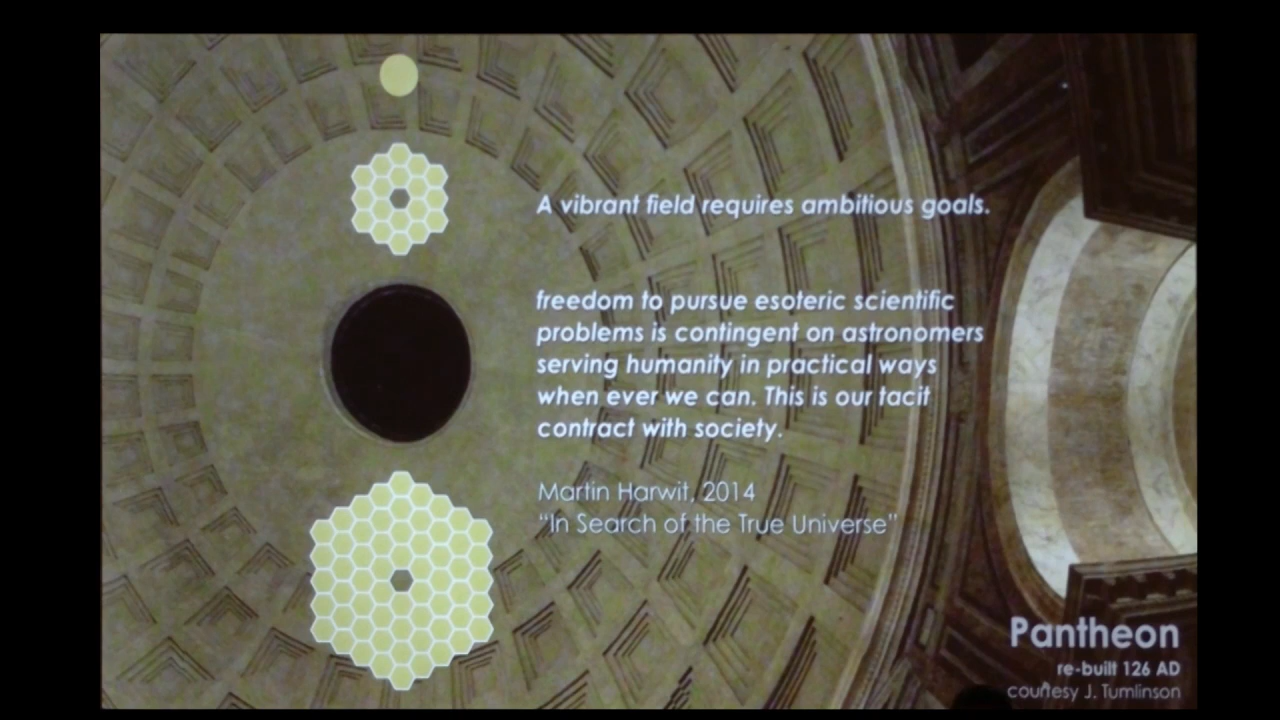 A vibrant field requires ambitious goals.
freedom to pursue esoteric scientific
problems is contingent on astronomers
serving humanity in practical ways
when ever we can. This is our tacit
contract with society.
Martin Harwit, 2014
“In Search of the True Universe”
Pantheon
re-built 126 AD
courtesy J. Tumlinson